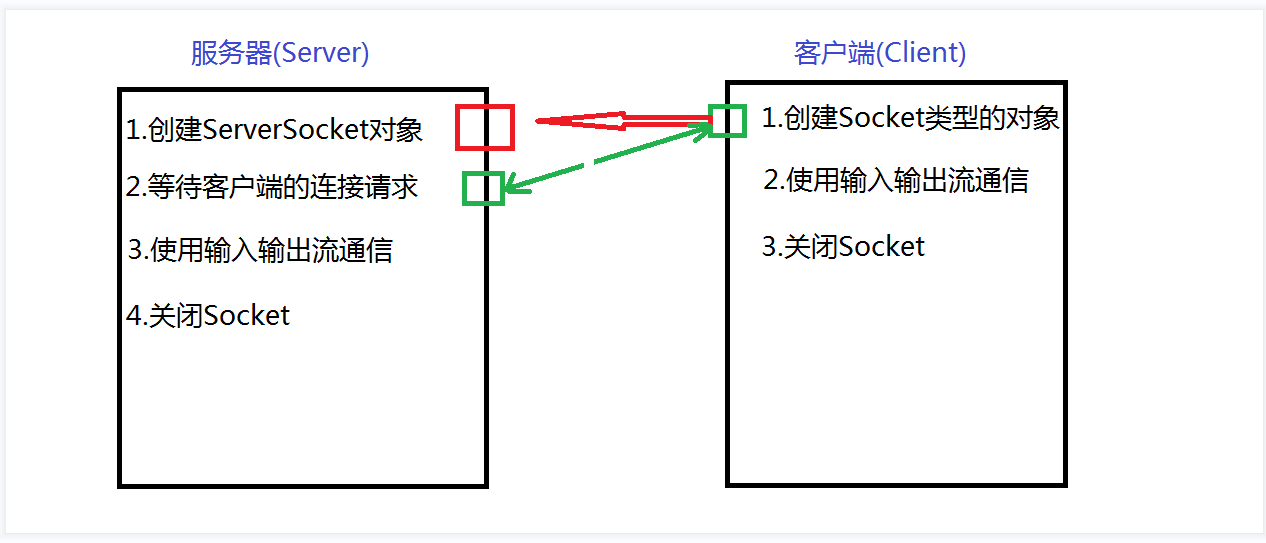 服务器(Server)
1.创建ServerSocket对象
2.等待客户端的连接请求
3.使用输入输出流通信
4.关闭Socket
客户端(Client)
1.创建Socket类型的对象
2.使用输入输出流通信
3.关闭Socket